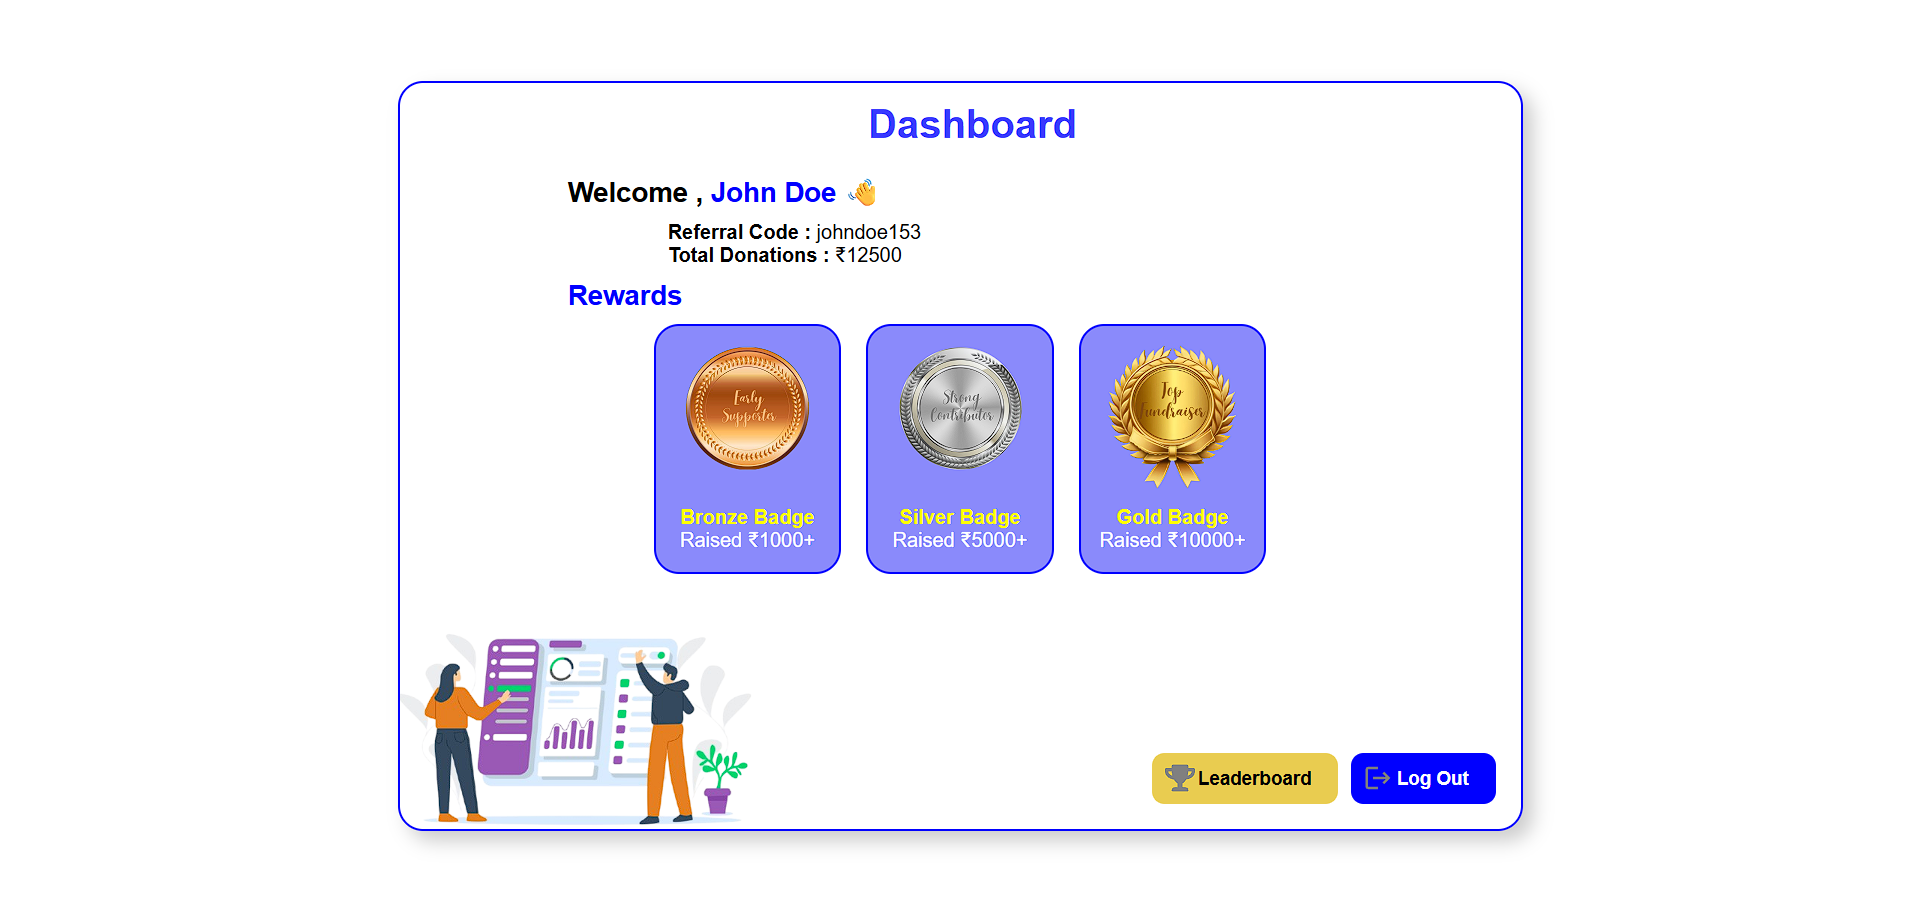 Dashboard
Welcome , John Doe 👋
Referral Code : johndoe153
Total Donations : ₹12500
Rewards
Early
Supporter
Bronze Badge
Raised ₹1000+
Strong
Contributor
Silver Badge
Raised ₹5000+
Top
Fundraiser
Gold Badge
Raised ₹10000+
Leaderboard
Log Out